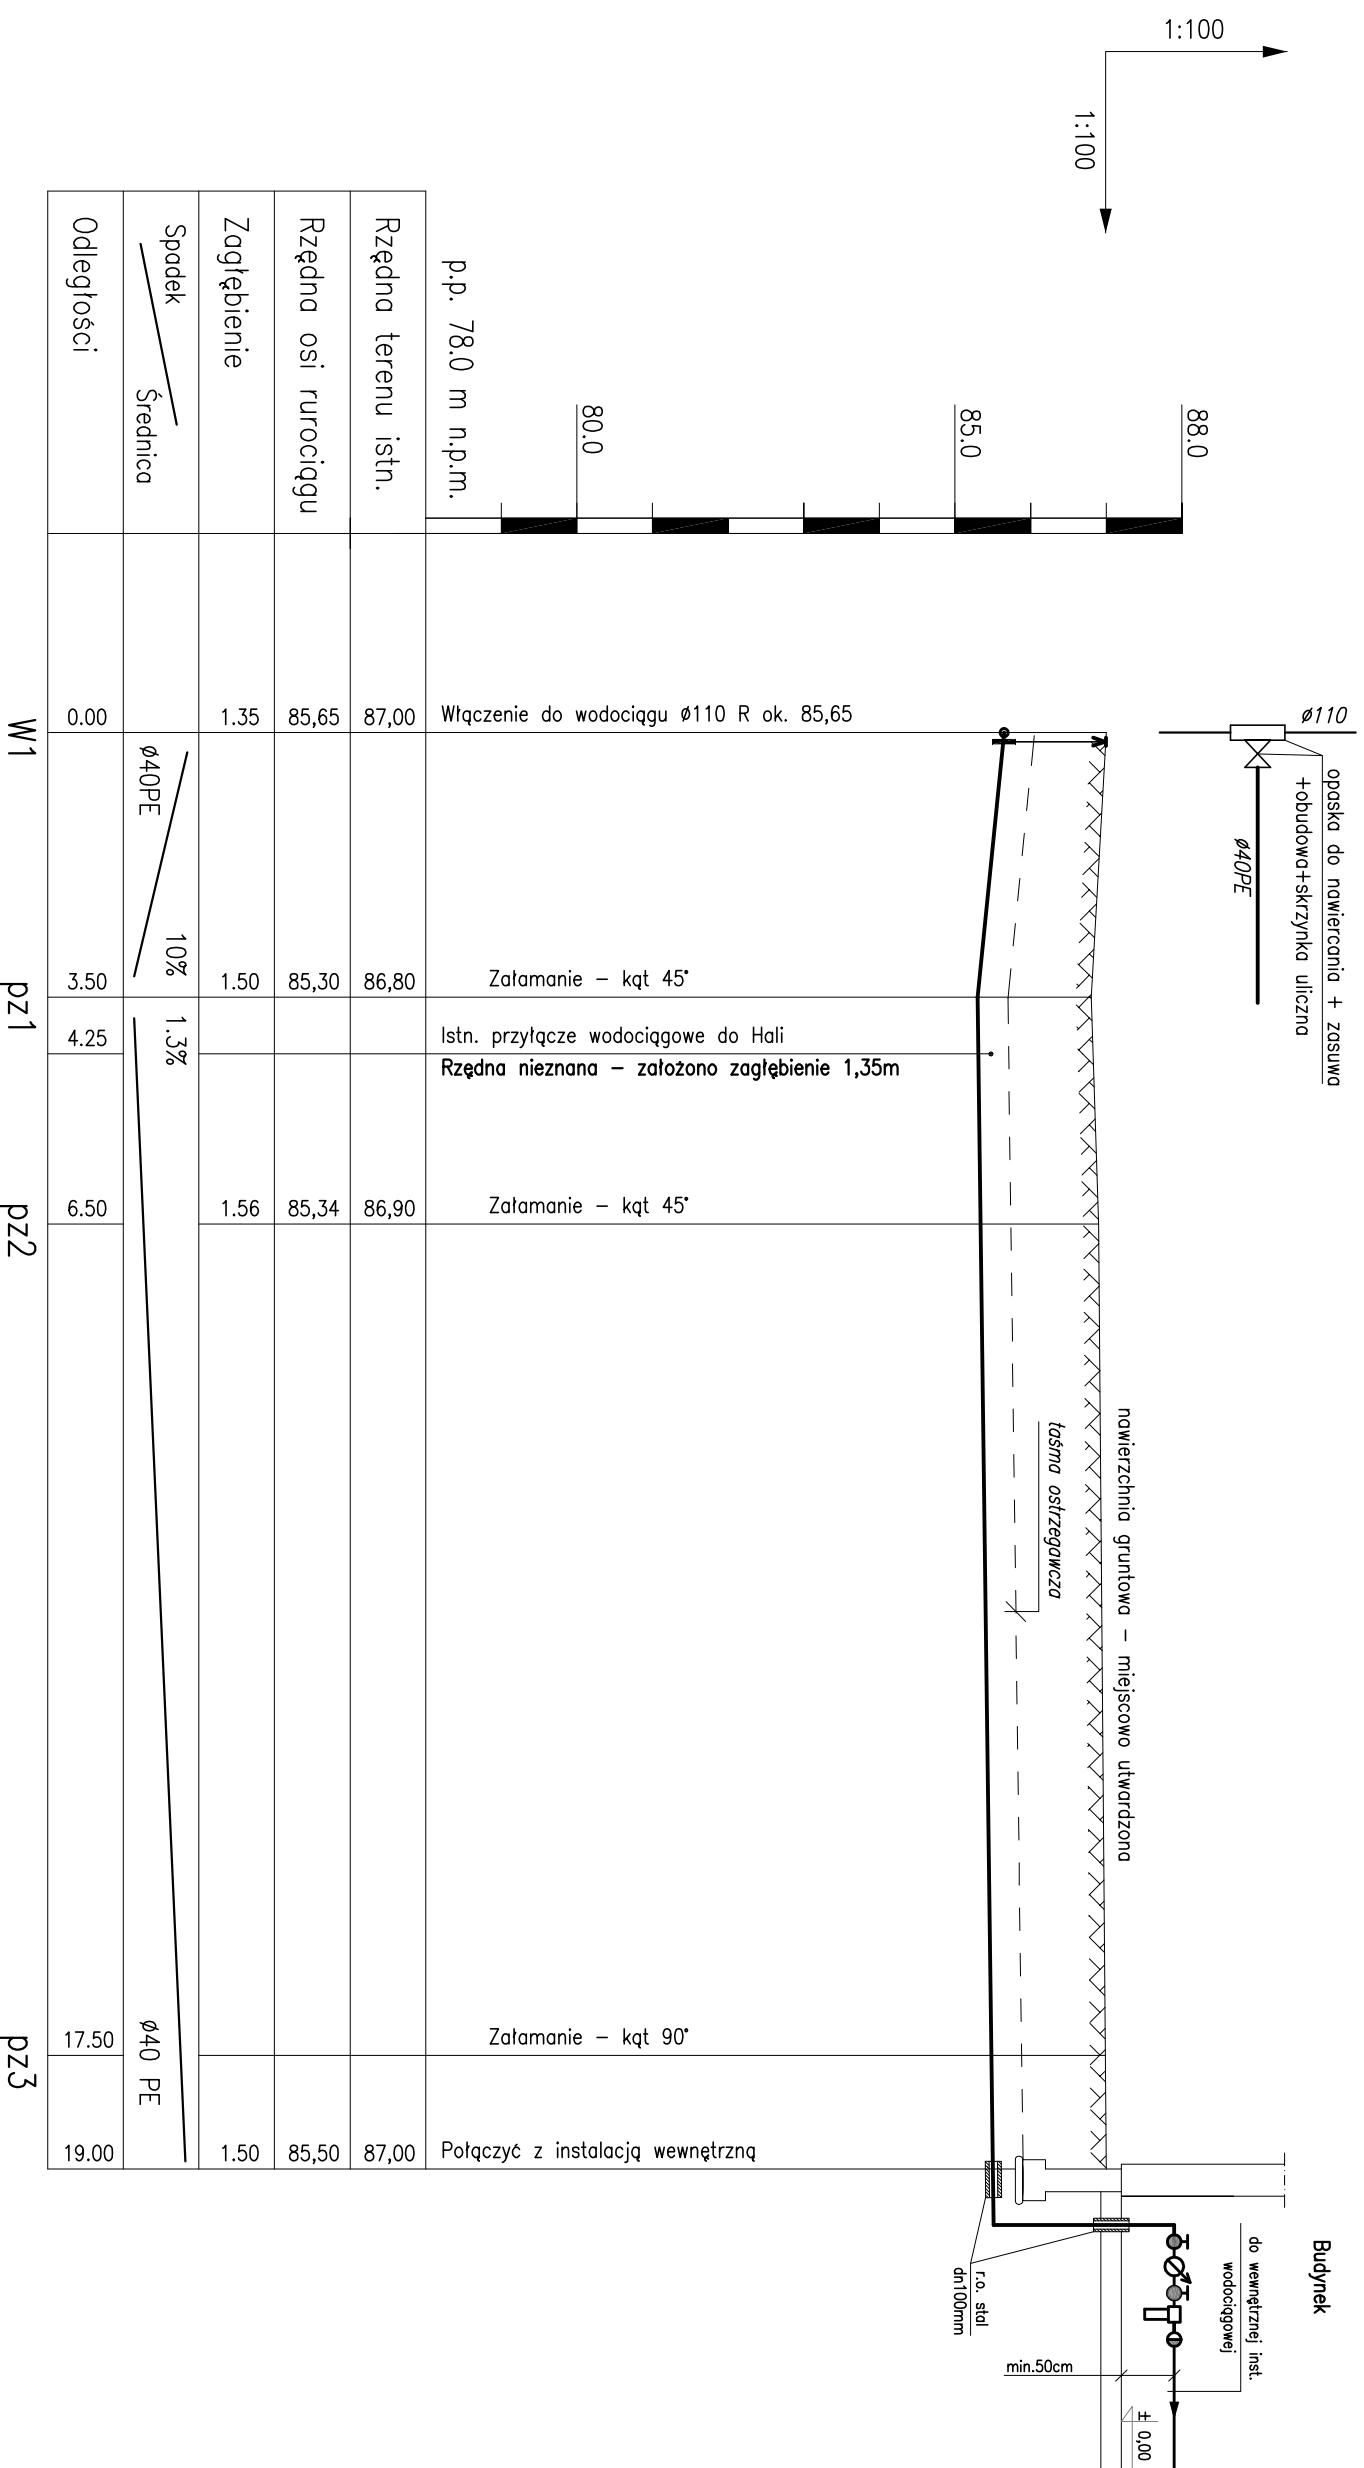 1:100
1:100
88.0
85.0
80.0
p.p. 78.0 m n.p.m.
Rzędna terenu istn.
Rzędna osi rurociągu
Zagłębienie
Spadek
Średnica
Odległości
ø110
opaska do nawiercania + zasuwa
+obudowa+skrzynka uliczna
ø40PE
Włączenie do wodociągu ø110 R ok. 85,65
87,00
85,65
1.35
0.00
W1
ø40PE
10%
Załamanie – kąt 45°
86,80
85,30
1.50
3.50
pz1
1.3%
Istn. przyłącze wodociągowe do Hali
Rzędna nieznana – założono zagłębienie 1,35m
4.25
Załamanie – kąt 45°
86,90
85,34
1.56
6.50
pz2
nawierzchnia gruntowa – miejscowo utwardzona
taśma ostrzegawcza
Załamanie – kąt 90°
17.50
pz3
ø40 PE
Połączyć z instalacją wewnętrzną
87,00
85,50
1.50
19.00
Budynek
do wewnętrznej inst.
wodociągowej
r.o. stal
dn100mm
min.50cm
± 0,00